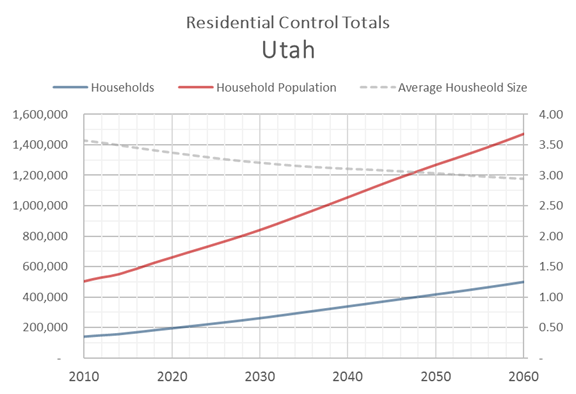 Residential Control Totals
Utah
Households Household Population Average Housheold Size
1,600,000 4.00
1,400,000 3.50
1,200,000 3.00
1,000,000 2.50
800,000 2.00
600,000 1.50
400,000 1.00
200,000 0.50
- -
2010 2020 2030 2040 2050 2060